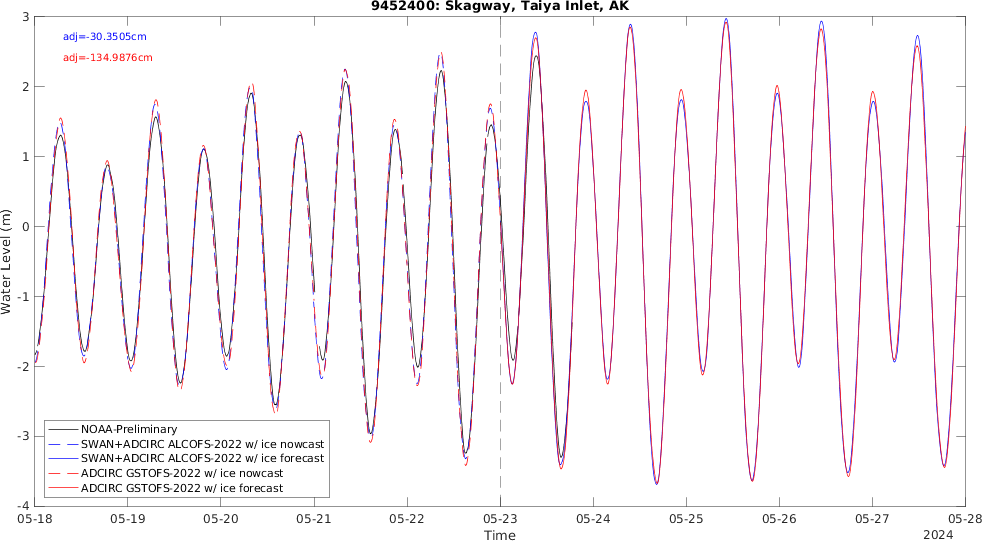 9452400: Skagway, Taiya Inlet, AK
adj=-30.3505cm
adj=-134.9876cm
3
2
1
0
-1
-2
-3
-4
Water Level (m)
NOAA-Preliminary
SWAN+ADCIRC ALCOFS-2022 w/ ice nowcast
SWAN+ADCIRC ALCOFS-2022 w/ ice forecast
ADCIRC GSTOFS-2022 w/ ice nowcast
ADCIRC GSTOFS-2022 w/ ice forecast
05-18 05-19 05-20 05-21 05-22 05-23 05-24 05-25 05-26 05-27 05-28
Time
2024